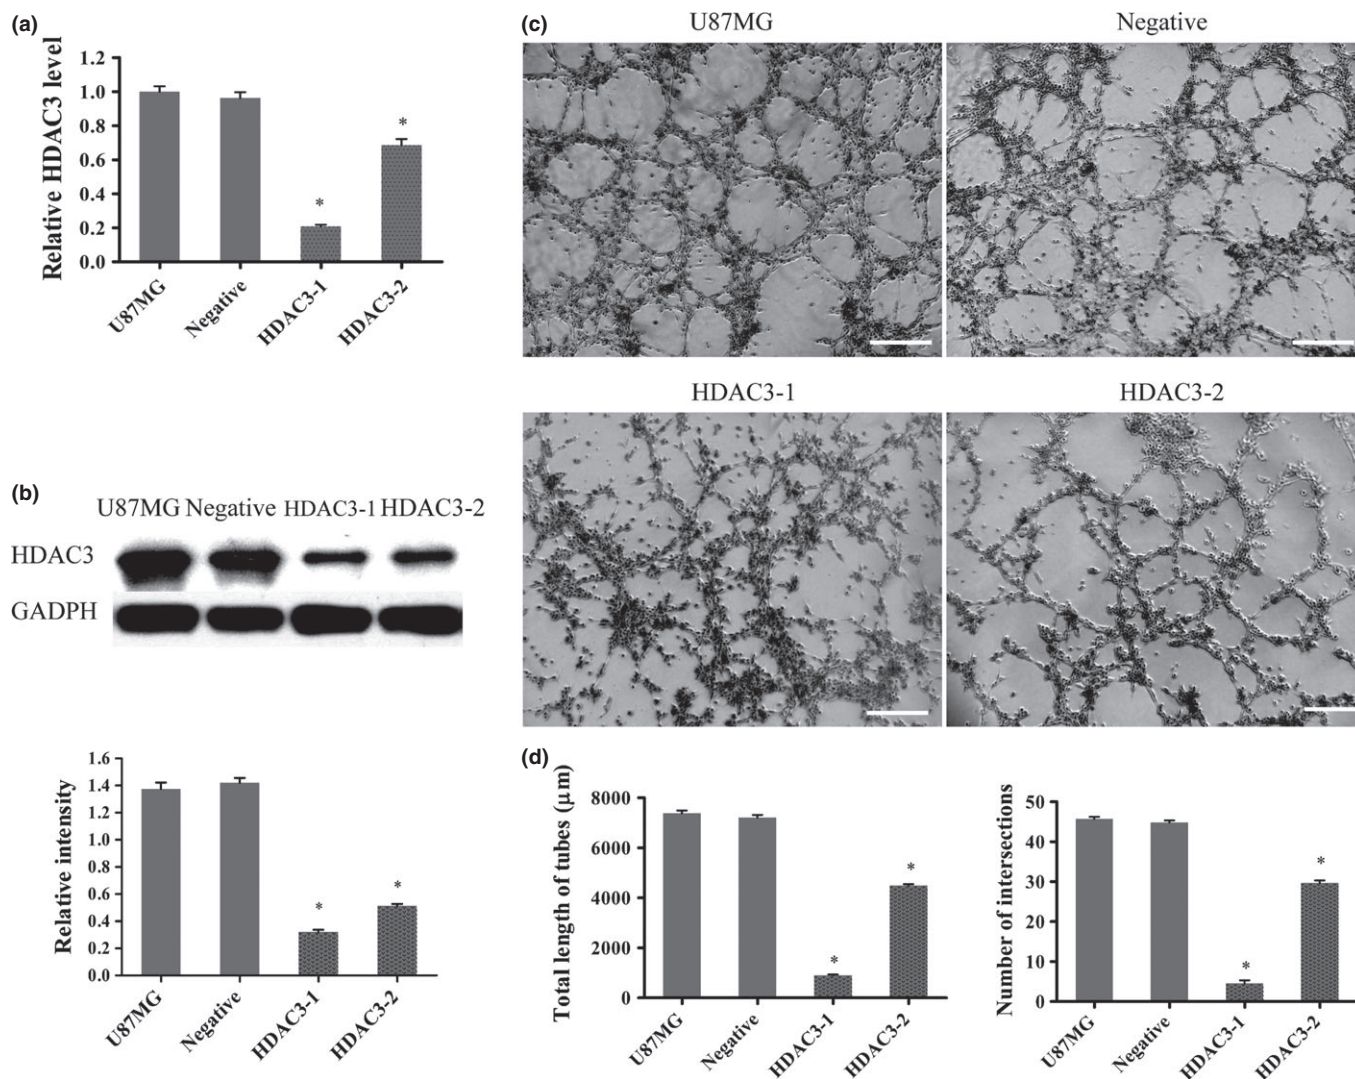 (a)
Relative HDAC3 level
1.2
1.0
0.8
0.6
0.4
0.2
0.0
*
*
U87MG
Negative
HDAC3-1
HDAC3-2
(b)
U87MG Negative HDAC3-1 HDAC3-2
HDAC3
GADPH
Relative intensity
1.6
1.4
1.2
1.0
0.8
0.6
0.4
0.2
0.0
*
*
U87MG
Negative
HDAC3-1
HDAC3-2
(c)
U87MG
Negative
HDAC3-1
HDAC3-2
(d)
Total length of tubes (μm)
8000
6000
4000
2000
0
*
*
U87MG
Negative
HDAC3-1
HDAC3-2
Number of intersections
50
40
30
20
10
0
*
*
U87MG
Negative
HDAC3-1
HDAC3-2